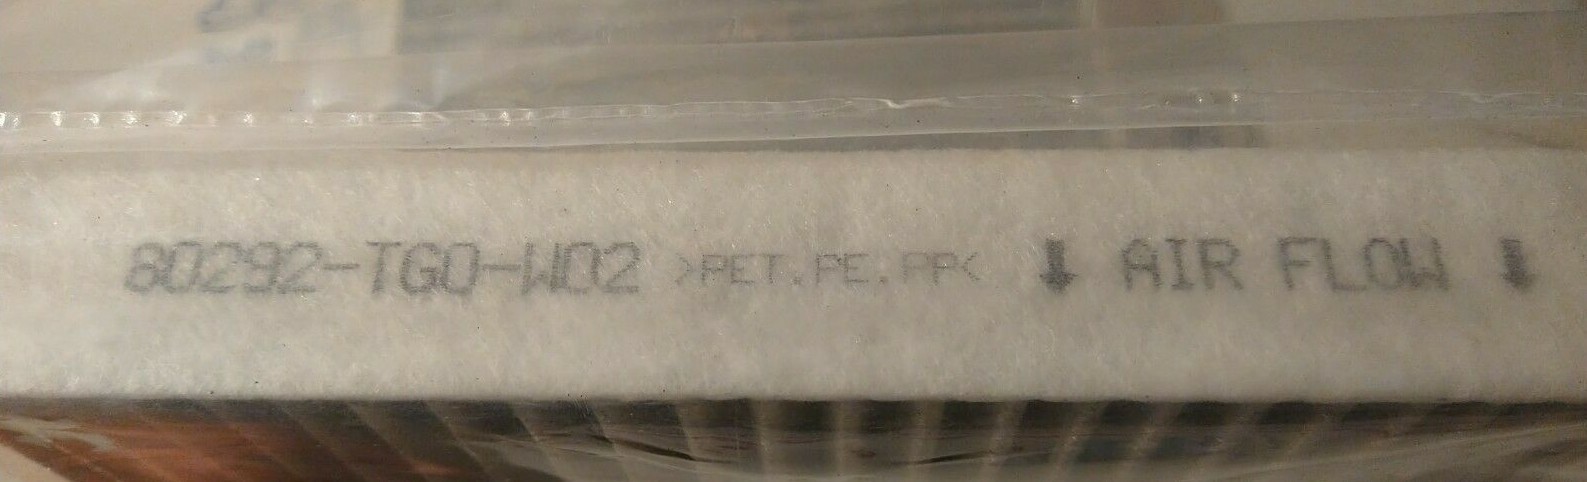 80292-TG0-W02 >PET.PE.PP< ⬇ AIR FLOW ⬇